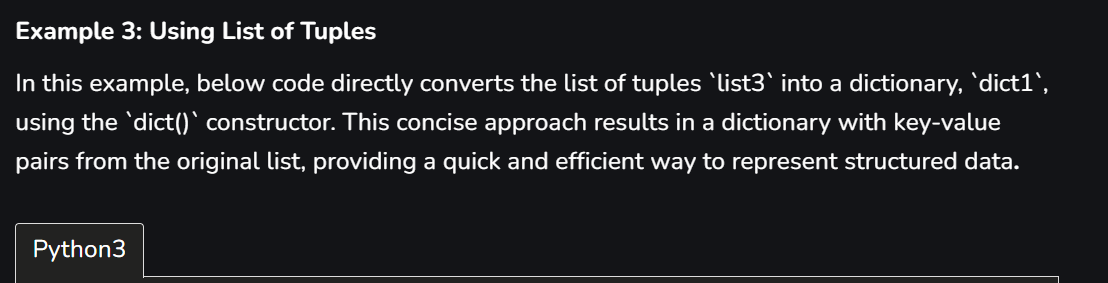 Example 3: Using List of Tuples
In this example, below code directly converts the list of tuples `list3` into a dictionary, `dict1`,
using the `dict()` constructor. This concise approach results in a dictionary with key-value
pairs from the original list, providing a quick and efficient way to represent structured data.
Python3